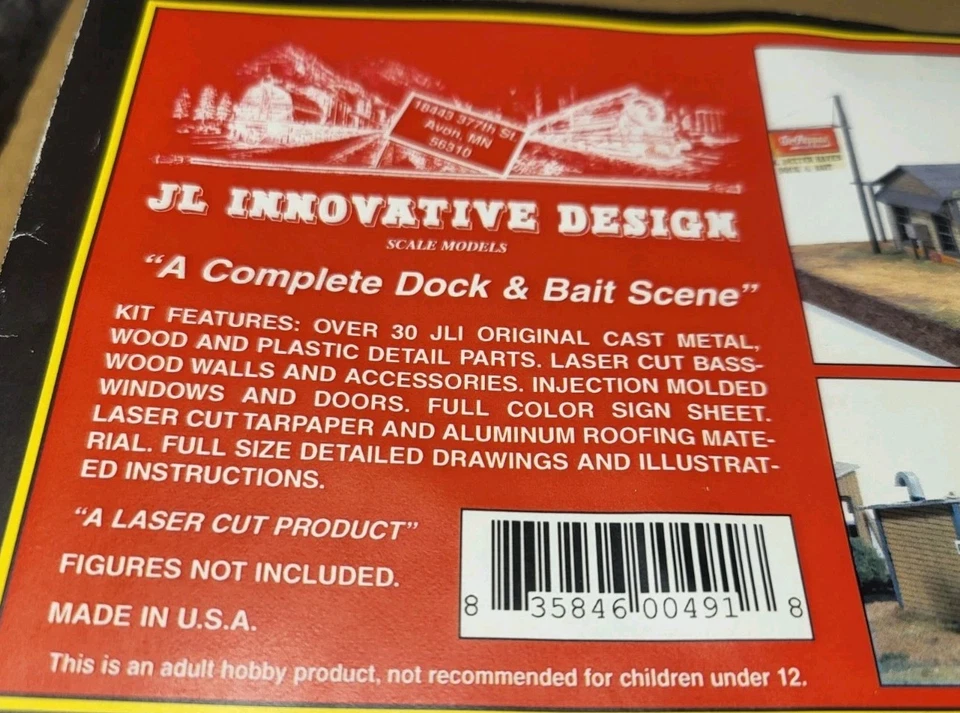 18443 377th St.
Avon, MN
56310
JL INNOVATIVE DESIGN
SCALE MODELS
“A Complete Dock & Bait Scene”
KIT FEATURES: OVER 30 JLI ORIGINAL CAST METAL,
WOOD AND PLASTIC DETAIL PARTS. LASER CUT BASS-
WOOD WALLS AND ACCESSORIES. INJECTION MOLDED
WINDOWS AND DOORS. FULL COLOR SIGN SHEET.
LASER CUT TARPAPER AND ALUMINUM ROOFING MATE-
RIAL. FULL SIZE DETAILED DRAWINGS AND ILLUSTRAT-
ED INSTRUCTIONS.
“A LASER CUT PRODUCT”
FIGURES NOT INCLUDED.
MADE IN U.S.A.
8 35846 00491 8
This is an adult hobby product, not recommended for children under 12.